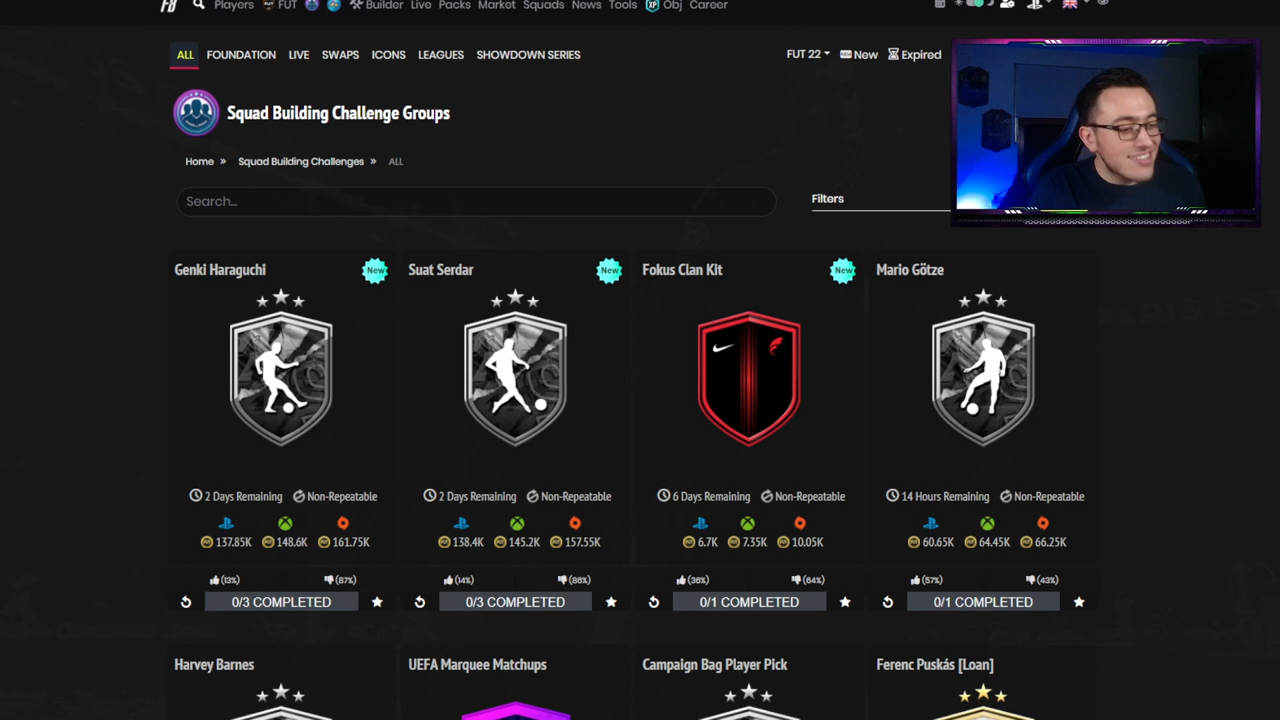 Players FUT Builder Live Packs Market Squads News Tools XP Obj Career
ALL FOUNDATION LIVE SWAPS ICONS LEAGUES SHOWDOWN SERIES FUT 22 New Expired
Squad Building Challenge Groups
Home » Squad Building Challenges » ALL
Search...
Filters
Genki Haraguchi New Suat Serdar New Fokus Clan Kit New Mario Götze
2 Days Remaining Non-Repeatable 2 Days Remaining Non-Repeatable 6 Days Remaining Non-Repeatable 14 Hours Remaining Non-Repeatable
137.85K 148.6K 161.75K 138.4K 145.2K 157.55K 6.7K 7.35K 10.05K 60.65K 64.45K 66.25K
(13%) (87%) (14%) (86%) (36%) (64%) (57%) (43%)
0/3 COMPLETED 0/3 COMPLETED 0/1 COMPLETED 0/1 COMPLETED
Harvey Barnes UEFA Marquee Matchups Campaign Bag Player Pick Ferenc Puskás [Loan]